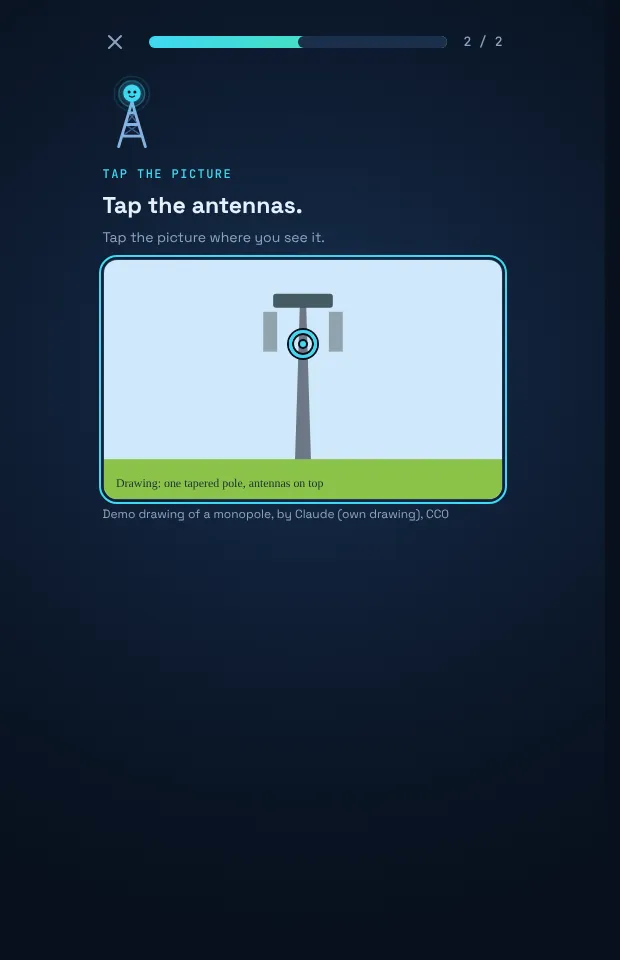 2 / 2
TAP THE PICTURE
Tap the antennas.
Tap the picture where you see it.
Drawing: one tapered pole, antennas on top
Demo drawing of a monopole, by Claude (own drawing), CC0